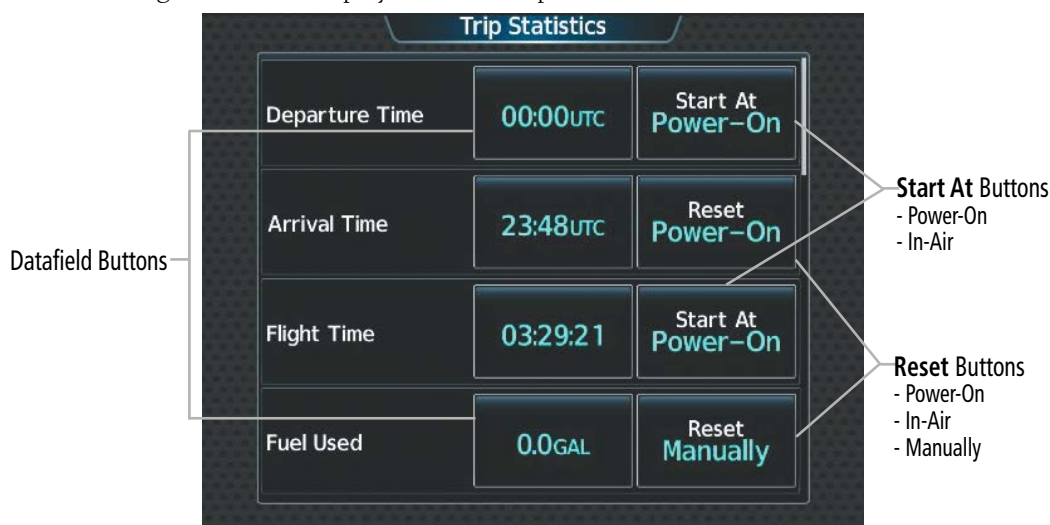 Trip Statistics
Departure Time
00:00UTC
Start At
Power-On
Arrival Time
23:48UTC
Reset
Power-On
Flight Time
03:29:21
Start At
Power-On
Fuel Used
0.0GAL
Reset
Manually
Datafield Buttons
Start At Buttons
- Power-On
- In-Air
Reset Buttons
- Power-On
- In-Air
- Manually